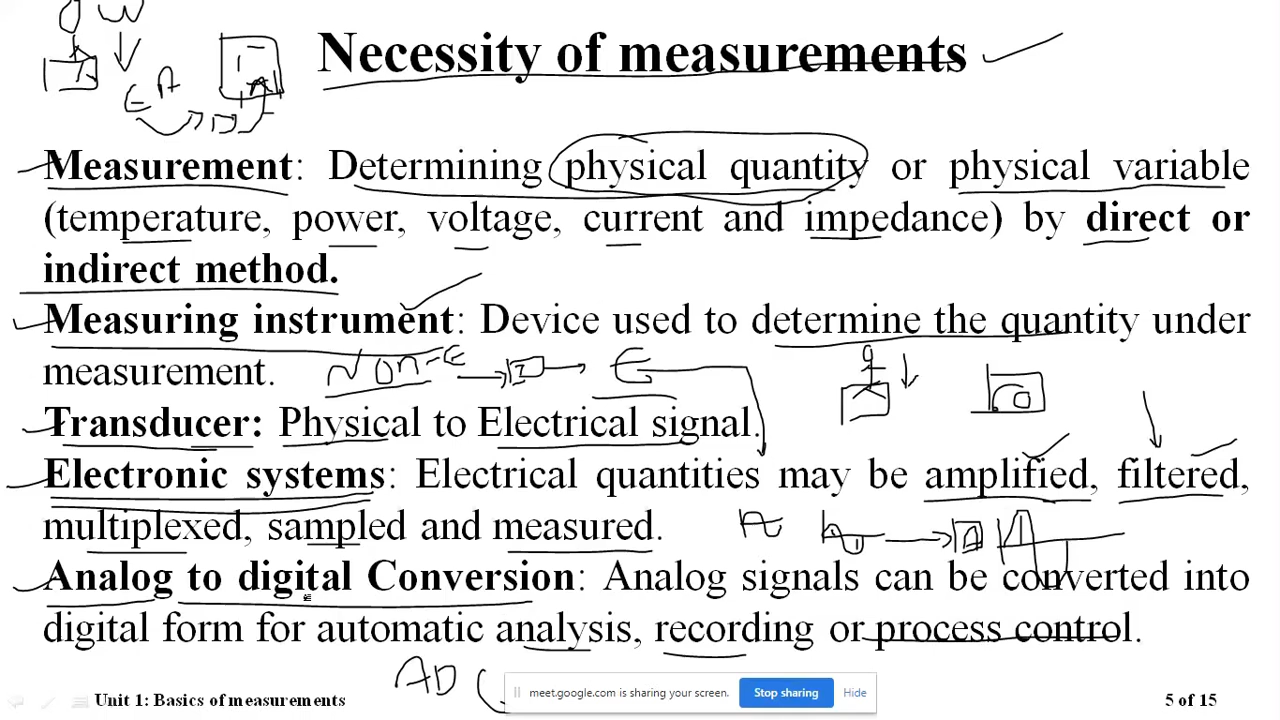 W
E A
Necessity of measurements
Measurement: Determining physical quantity or physical variable
(temperature, power, voltage, current and impedance) by direct or
indirect method.
Measuring instrument: Device used to determine the quantity under
measurement. Non-E I E
Transducer: Physical to Electrical signal.
Electronic systems: Electrical quantities may be amplified, filtered,
multiplexed, sampled and measured.
Analog to digital Conversion: Analog signals can be converted into
digital form for automatic analysis, recording or process control.
AD
Unit 1: Basics of measurements
meet.google.com is sharing your screen. Stop sharing Hide
5 of 15